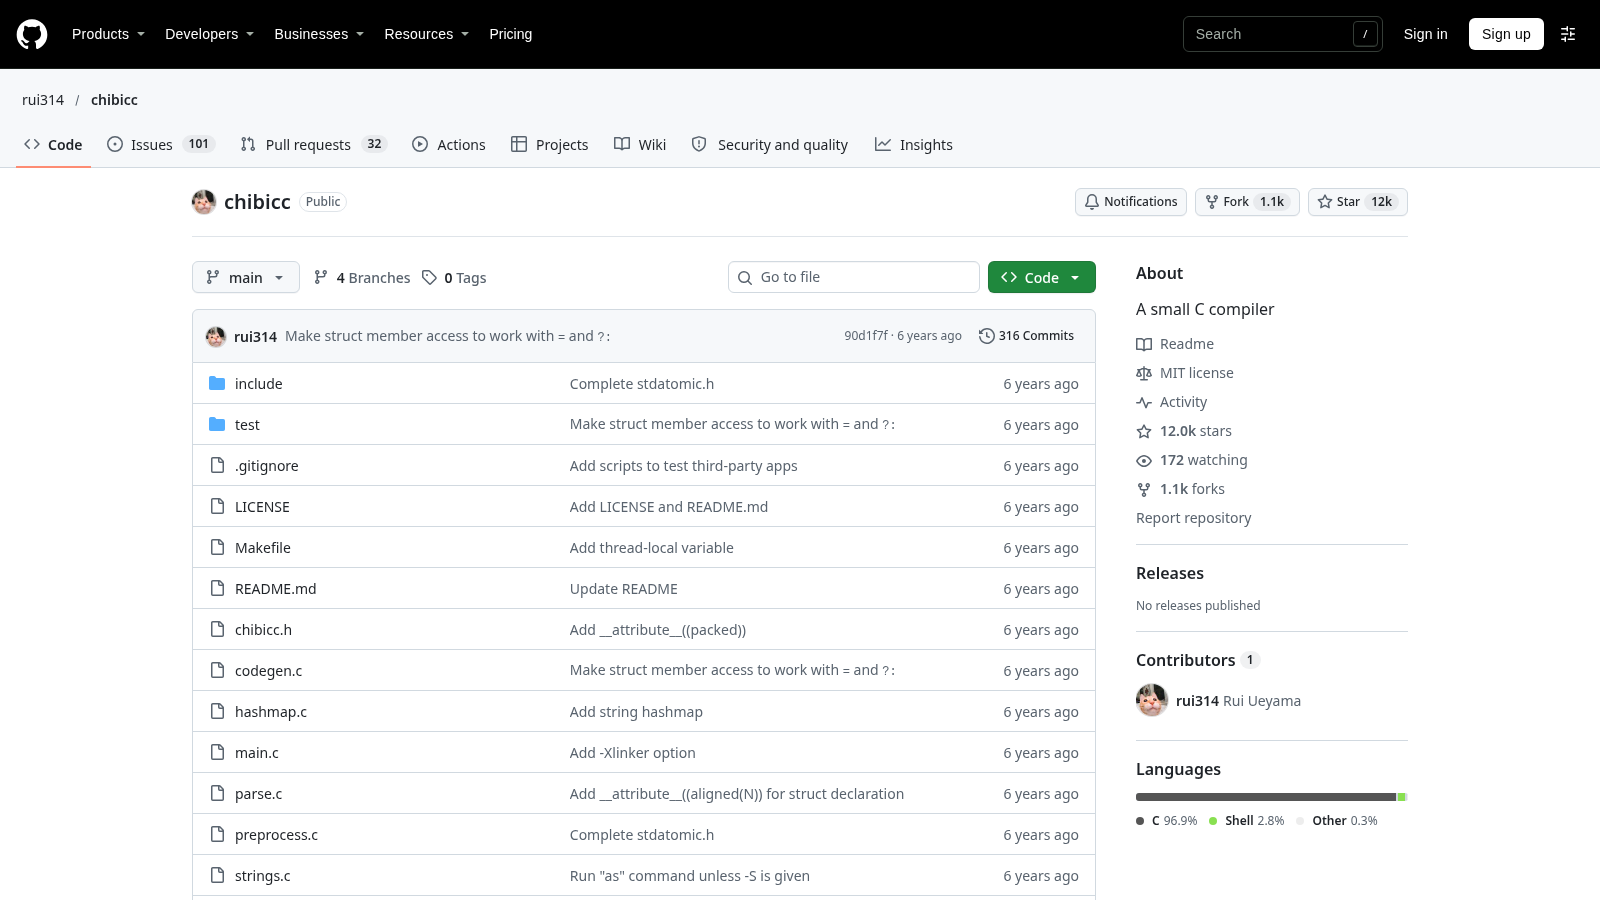 Products Developers Businesses Resources Pricing Search / Sign in Sign up
rui314 / chibicc
Code Issues 101 Pull requests 32 Actions Projects Wiki Security and quality Insights
chibicc Public Notifications Fork 1.1k Star 12k
main 4 Branches 0 Tags Go to file Code
rui314 Make struct member access to work with = and ?: 90d1f7f · 6 years ago 316 Commits
include Complete stdatomic.h 6 years ago
test Make struct member access to work with = and ?: 6 years ago
.gitignore Add scripts to test third-party apps 6 years ago
LICENSE Add LICENSE and README.md 6 years ago
Makefile Add thread-local variable 6 years ago
README.md Update README 6 years ago
chibicc.h Add __attribute__((packed)) 6 years ago
codegen.c Make struct member access to work with = and ?: 6 years ago
hashmap.c Add string hashmap 6 years ago
main.c Add -Xlinker option 6 years ago
parse.c Add __attribute__((aligned(N)) for struct declaration 6 years ago
preprocess.c Complete stdatomic.h 6 years ago
strings.c Run "as" command unless -S is given 6 years ago
About
A small C compiler
Readme
MIT license
Activity
12.0k stars
172 watching
1.1k forks
Report repository
Releases
No releases published
Contributors 1
rui314 Rui Ueyama
Languages
C 96.9% Shell 2.8% Other 0.3%